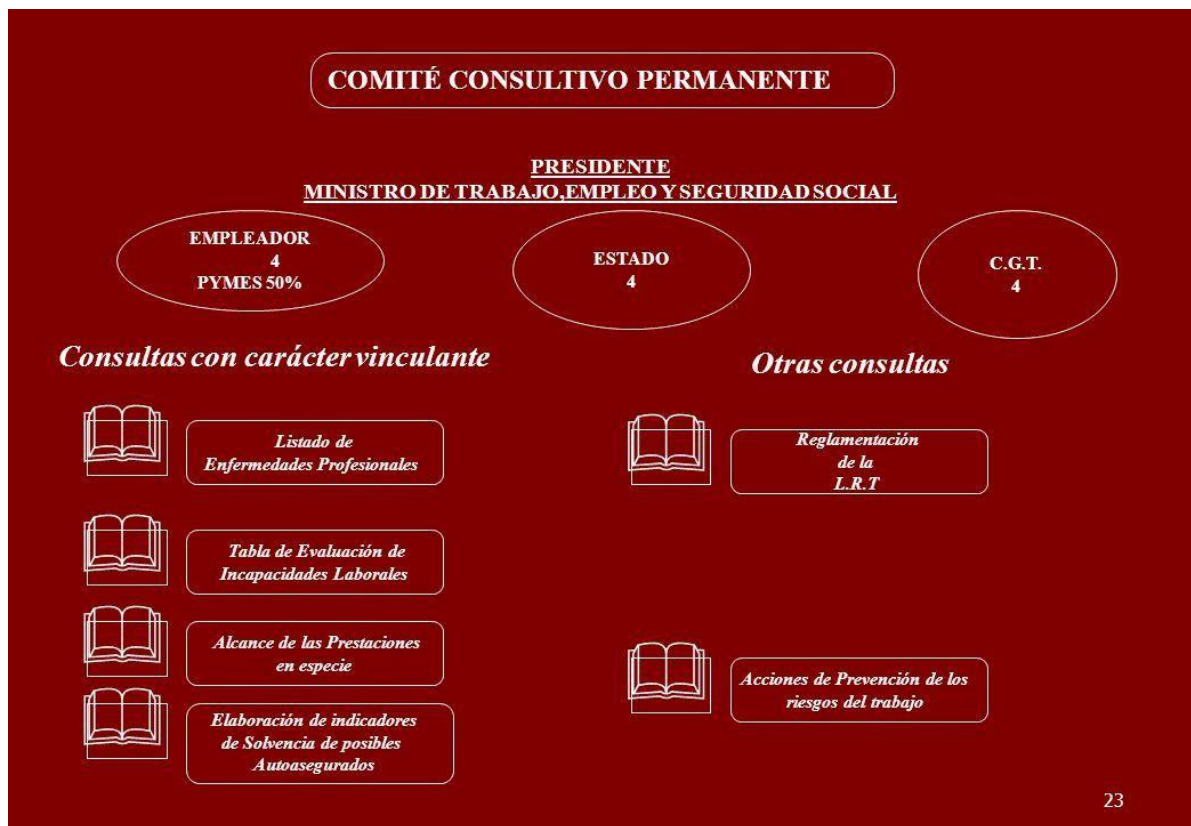 COMITÉ CONSULTIVO PERMANENTE
PRESIDENTE
MINISTRO DE TRABAJO,EMPLEO Y SEGURIDAD SOCIAL
EMPLEADOR
4
PYMES 50%
ESTADO
4
C.G.T.
4
Consultas con carácter vinculante
Listado de
Enfermedades Profesionales
Tabla de Evaluación de
Incapacidades Laborales
Alcance de las Prestaciones
en especie
Elaboración de indicadores
de Solvencia de posibles
Autoasegurados
Otras consultas
Reglamentación
de la
L.R.T
Acciones de Prevención de los
riesgos del trabajo
23